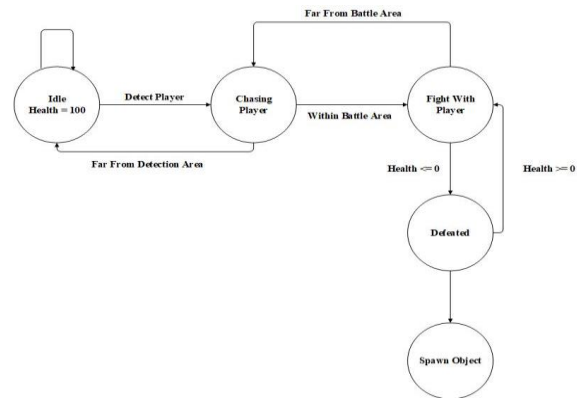 Far From Battle Area
Idle
Health = 100
Detect Player
Chasing
Player
Within Battle Area
Fight With
Player
Far From Detection Area
Health <= 0
Health >= 0
Defeated
Spawn Object